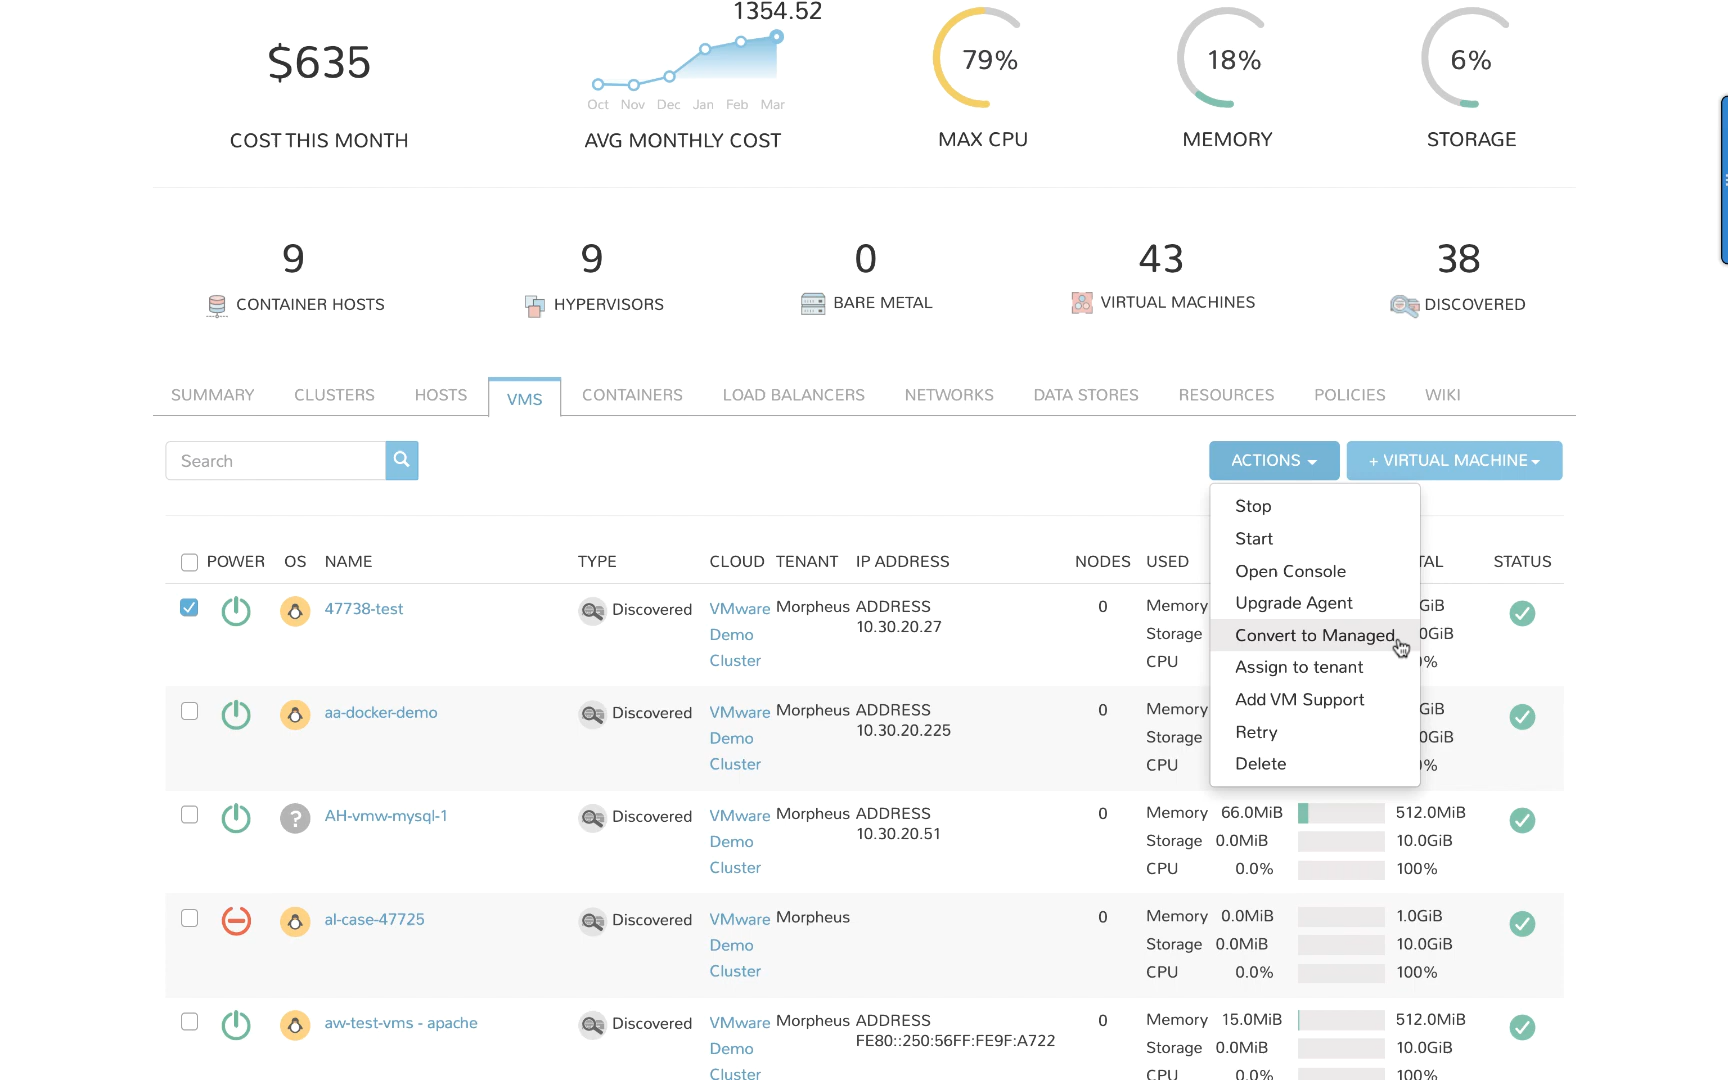 1354.52
$635
79%
18%
6%
Oct Nov Dec Jan Feb Mar
COST THIS MONTH
AVG MONTHLY COST
MAX CPU
MEMORY
STORAGE
9
CONTAINER HOSTS
9
HYPERVISORS
0
BARE METAL
43
VIRTUAL MACHINES
38
DISCOVERED
SUMMARY CLUSTERS HOSTS VMS CONTAINERS LOAD BALANCERS NETWORKS DATA STORES RESOURCES POLICIES WIKI
Search
ACTIONS
+ VIRTUAL MACHINE
Stop
Start
Open Console
Upgrade Agent
Convert to Managed
Assign to tenant
Add VM Support
Retry
Delete
POWER OS NAME TYPE CLOUD TENANT IP ADDRESS NODES USED STATUS
47738-test
Discovered
VMware
Demo
Cluster
Morpheus
ADDRESS
10.30.20.27
0
Memory GiB
Storage 0GiB
CPU %
aa-docker-demo
Discovered
VMware
Demo
Cluster
Morpheus
ADDRESS
10.30.20.225
0
Memory GiB
Storage 0GiB
CPU %
AH-vmw-mysql-1
Discovered
VMware
Demo
Cluster
Morpheus
ADDRESS
10.30.20.51
0
Memory 66.0MiB 512.0MiB
Storage 0.0MiB 10.0GiB
CPU 0.0% 100%
al-case-47725
Discovered
VMware
Demo
Cluster
Morpheus
0
Memory 0.0MiB 1.0GiB
Storage 0.0MiB 10.0GiB
CPU 0.0% 100%
aw-test-vms - apache
Discovered
VMware
Demo
Cluster
Morpheus
ADDRESS
FE80::250:56FF:FE9F:A722
0
Memory 15.0MiB 512.0MiB
Storage 0.0MiB 10.0GiB
CPU 0.0% 100%